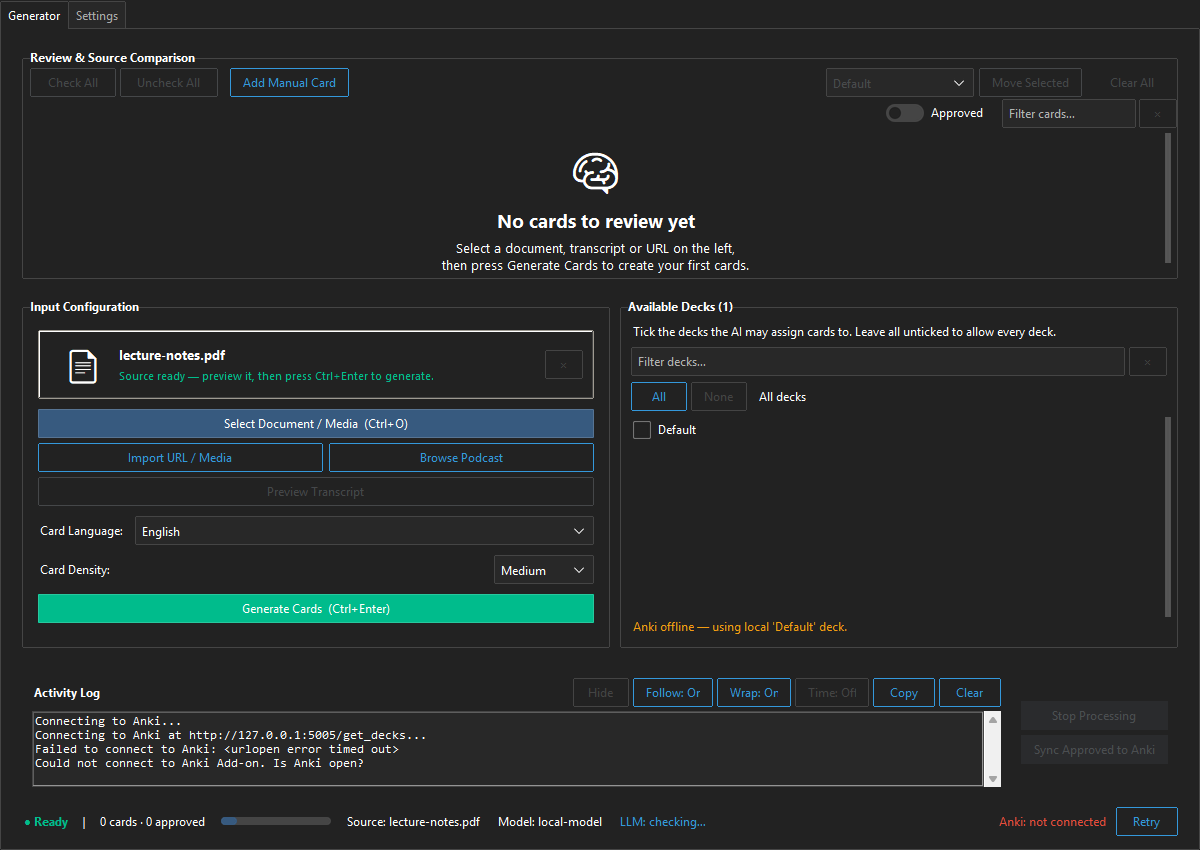 Generator Settings
Review & Source Comparison
Check All Uncheck All Add Manual Card Default Move Selected Clear All
Approved Filter cards... ×
No cards to review yet
Select a document, transcript or URL on the left,
then press Generate Cards to create your first cards.
Input Configuration
lecture-notes.pdf
Source ready — preview it, then press Ctrl+Enter to generate.
×
Select Document / Media (Ctrl+O)
Import URL / Media Browse Podcast
Preview Transcript
Card Language: English
Card Density: Medium
Generate Cards (Ctrl+Enter)
Available Decks (1)
Tick the decks the AI may assign cards to. Leave all unticked to allow every deck.
Filter decks... ×
All None All decks
Default
Anki offline — using local 'Default' deck.
Activity Log
Hide Follow: Or Wrap: Or Time: Off Copy Clear
Connecting to Anki...
Connecting to Anki at http://127.0.0.1:5005/get_decks...
Failed to connect to Anki: <urlopen error timed out>
Could not connect to Anki Add-on. Is Anki open?
Stop Processing
Sync Approved to Anki
● Ready | 0 cards · 0 approved Source: lecture-notes.pdf Model: local-model LLM: checking... Anki: not connected Retry